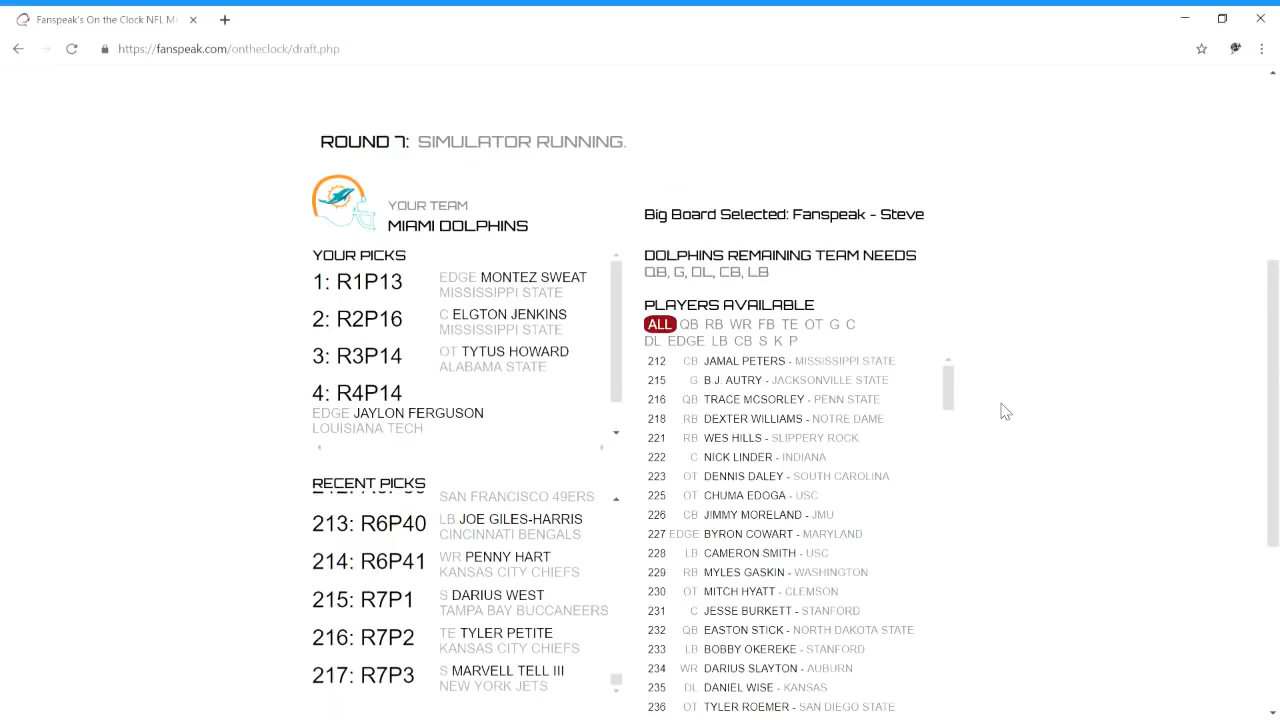 Fanspeak's On the Clock NFL M
https://fanspeak.com/ontheclock/draft.php
ROUND 7: SIMULATOR RUNNING.
YOUR TEAM
MIAMI DOLPHINS
YOUR PICKS
1: R1P13
EDGE MONTEZ SWEAT
MISSISSIPPI STATE
2: R2P16
C ELGTON JENKINS
MISSISSIPPI STATE
3: R3P14
OT TYTUS HOWARD
ALABAMA STATE
4: R4P14
EDGE JAYLON FERGUSON
LOUISIANA TECH
RECENT PICKS
SAN FRANCISCO 49ERS
213: R6P40
LB JOE GILES-HARRIS
CINCINNATI BENGALS
214: R6P41
WR PENNY HART
KANSAS CITY CHIEFS
215: R7P1
S DARIUS WEST
TAMPA BAY BUCCANEERS
216: R7P2
TE TYLER PETITE
KANSAS CITY CHIEFS
217: R7P3
S MARVELL TELL III
NEW YORK JETS
Big Board Selected: Fanspeak - Steve
DOLPHINS REMAINING TEAM NEEDS
QB, G, DL, CB, LB
PLAYERS AVAILABLE
ALL QB RB WR FB TE OT G C
DL EDGE LB CB S K P
212 CB JAMAL PETERS - MISSISSIPPI STATE
215 G B.J. AUTRY - JACKSONVILLE STATE
216 QB TRACE MCSORLEY - PENN STATE
218 RB DEXTER WILLIAMS - NOTRE DAME
221 RB WES HILLS - SLIPPERY ROCK
222 C NICK LINDER - INDIANA
223 OT DENNIS DALEY - SOUTH CAROLINA
225 OT CHUMA EDOGA - USC
226 CB JIMMY MORELAND - JMU
227 EDGE BYRON COWART - MARYLAND
228 LB CAMERON SMITH - USC
229 RB MYLES GASKIN - WASHINGTON
230 OT MITCH HYATT - CLEMSON
231 C JESSE BURKETT - STANFORD
232 QB EASTON STICK - NORTH DAKOTA STATE
233 LB BOBBY OKEREKE - STANFORD
234 WR DARIUS SLAYTON - AUBURN
235 DL DANIEL WISE - KANSAS
236 OT TYLER ROEMER - SAN DIEGO STATE